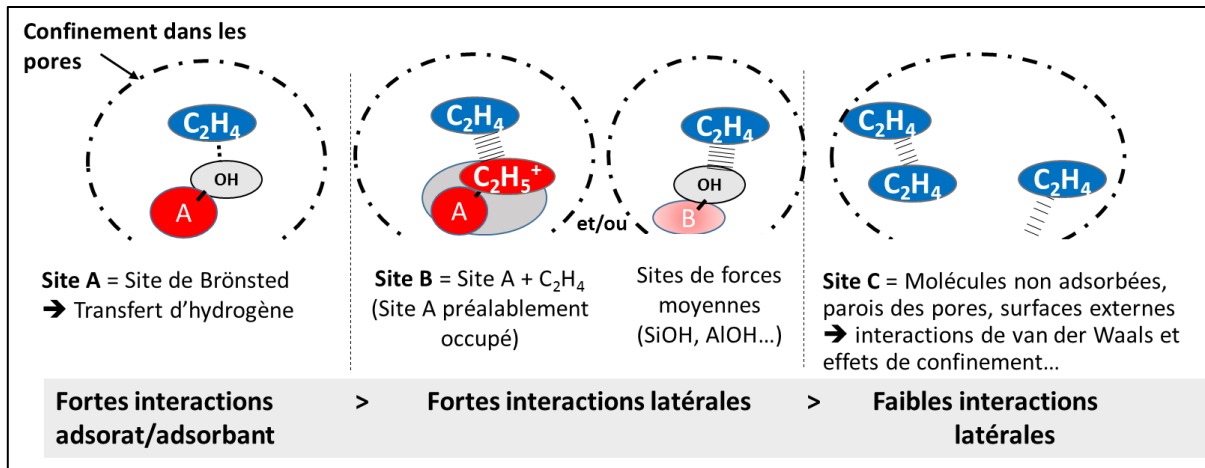 Confinement dans les
pores
C₂H₄
OH
A
C₂H₄
C₂H₅⁺
A
et/ou
C₂H₄
OH
B
C₂H₄
C₂H₄
C₂H₄
Site A = Site de Brönsted
➔ Transfert d’hydrogène
Site B = Site A + C₂H₄
(Site A préalablement
occupé)
Sites de forces
moyennes
(SiOH, AlOH…)
Site C = Molécules non adsorbées,
parois des pores, surfaces externes
➔ interactions de van der Waals et
effets de confinement…
Fortes interactions
adsorat/adsorbant
>
Fortes interactions latérales
>
Faibles interactions
latérales